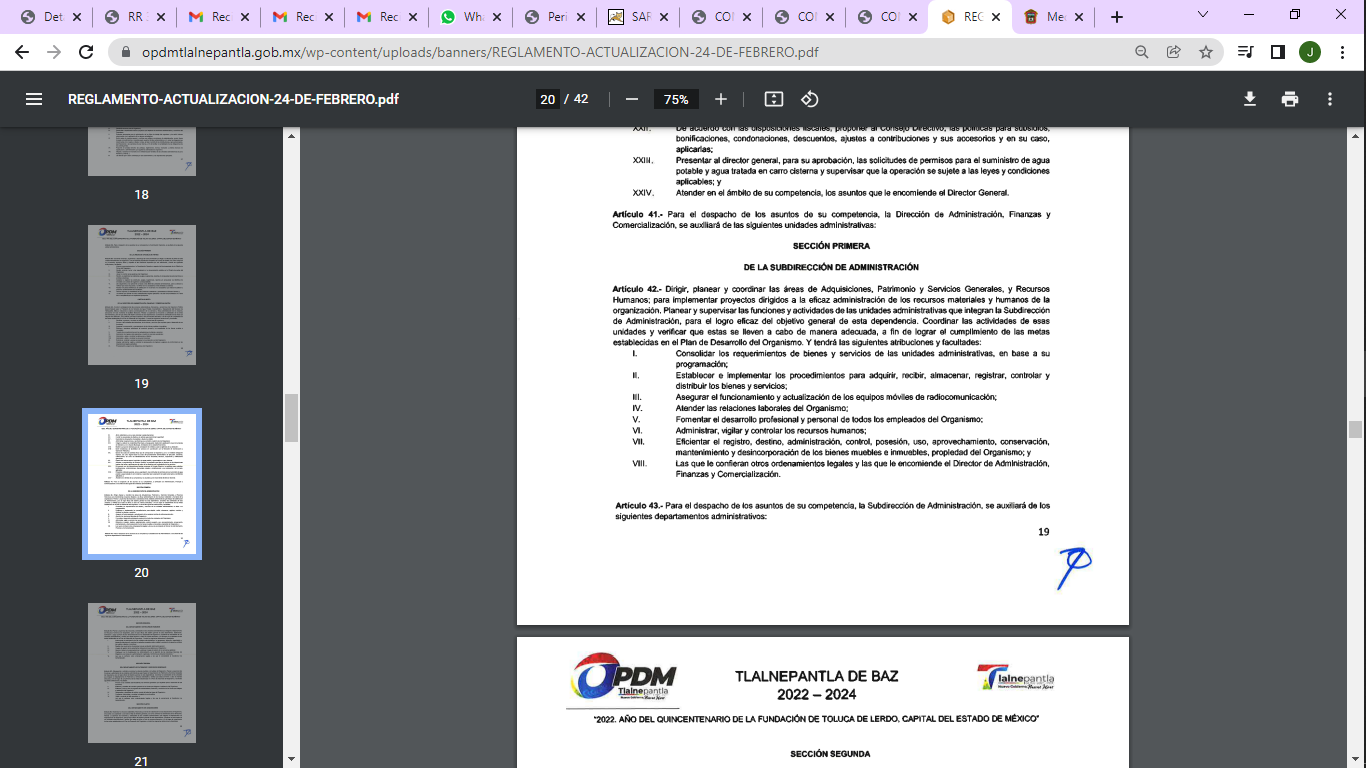 Deta
RR
Rec
Rec
Rec
Wha
Peri
SAF
CON
CON
CON
REG
Med
opdmtlalnepantla.gob.mx/wp-content/uploads/banners/REGLAMENTO-ACTUALIZACION-24-DE-FEBRERO.pdf
J
REGLAMENTO-ACTUALIZACION-24-DE-FEBRERO.pdf
20 / 42
75%
18
19
20
21
XXII. De acuerdo con las disposiciones fiscales, proponer al Consejo Directivo, las políticas para subsidios,
bonificaciones, condonaciones, descuentos, ajustes a contribuciones y sus accesorios y en su caso,
aplicarlas;
XXIII. Presentar al director general, para su aprobación, las solicitudes de permisos para el suministro de agua
potable y agua tratada en carro cisterna y supervisar que la operación se sujete a las leyes y condiciones
aplicables; y
XXIV. Atender en el ámbito de su competencia, los asuntos que le encomiende el Director General.
Artículo 41.- Para el despacho de los asuntos de su competencia, la Dirección de Administración, Finanzas y
Comercialización, se auxiliará de las siguientes unidades administrativas:
SECCIÓN PRIMERA
DE LA SUBDIRECCIÓN DE ADMINISTRACIÓN
Artículo 42.- Dirigir, planear y coordinar las áreas de Adquisiciones, Patrimonio y Servicios Generales, y Recursos
Humanos; para implementar proyectos dirigidos a la eficaz administración de los recursos materiales y humanos de la
organización. Planear y supervisar las funciones y actividades de las unidades administrativas que integran la Subdirección
de Administración, para el logro eficaz del objetivo general de esta dependencia. Coordinar las actividades de esas
unidades y verificar que estas se lleven a cabo de manera adecuada, a fin de lograr el cumplimiento de las metas
establecidas en el Plan de Desarrollo del Organismo. Y tendrá las siguientes atribuciones y facultades:
I. Consolidar los requerimientos de bienes y servicios de las unidades administrativas, en base a su
programación;
II. Establecer e implementar los procedimientos para adquirir, recibir, almacenar, registrar, controlar y
distribuir los bienes y servicios;
III. Asegurar el funcionamiento y actualización de los equipos móviles de radiocomunicación;
IV. Atender las relaciones laborales del Organismo;
V. Fomentar el desarrollo profesional y personal de todos los empleados del Organismo;
VI. Administrar, vigilar y controlar los recursos humanos;
VII. Eficientar el registro, destino, administración, control, posesión, uso, aprovechamiento, conservación,
mantenimiento y desincorporación de los bienes muebles e inmuebles, propiedad del Organismo; y
VIII. Las que le confieran otros ordenamientos legales y las que le encomiende el Director de Administración,
Finanzas y Comercialización.
Artículo 43.- Para el despacho de los asuntos de su competencia, la Subdirección de Administración, se auxiliará de los
siguientes departamentos administrativos:
19
OPDM
Tlalnepantla
TLALNEPANTLA DE BAZ
2022 – 2024
Tlalnepantla
"2022. AÑO DEL QUINCENTENARIO DE LA FUNDACIÓN DE TOLUCA DE LERDO, CAPITAL DEL ESTADO DE MÉXICO"
SECCIÓN SEGUNDA